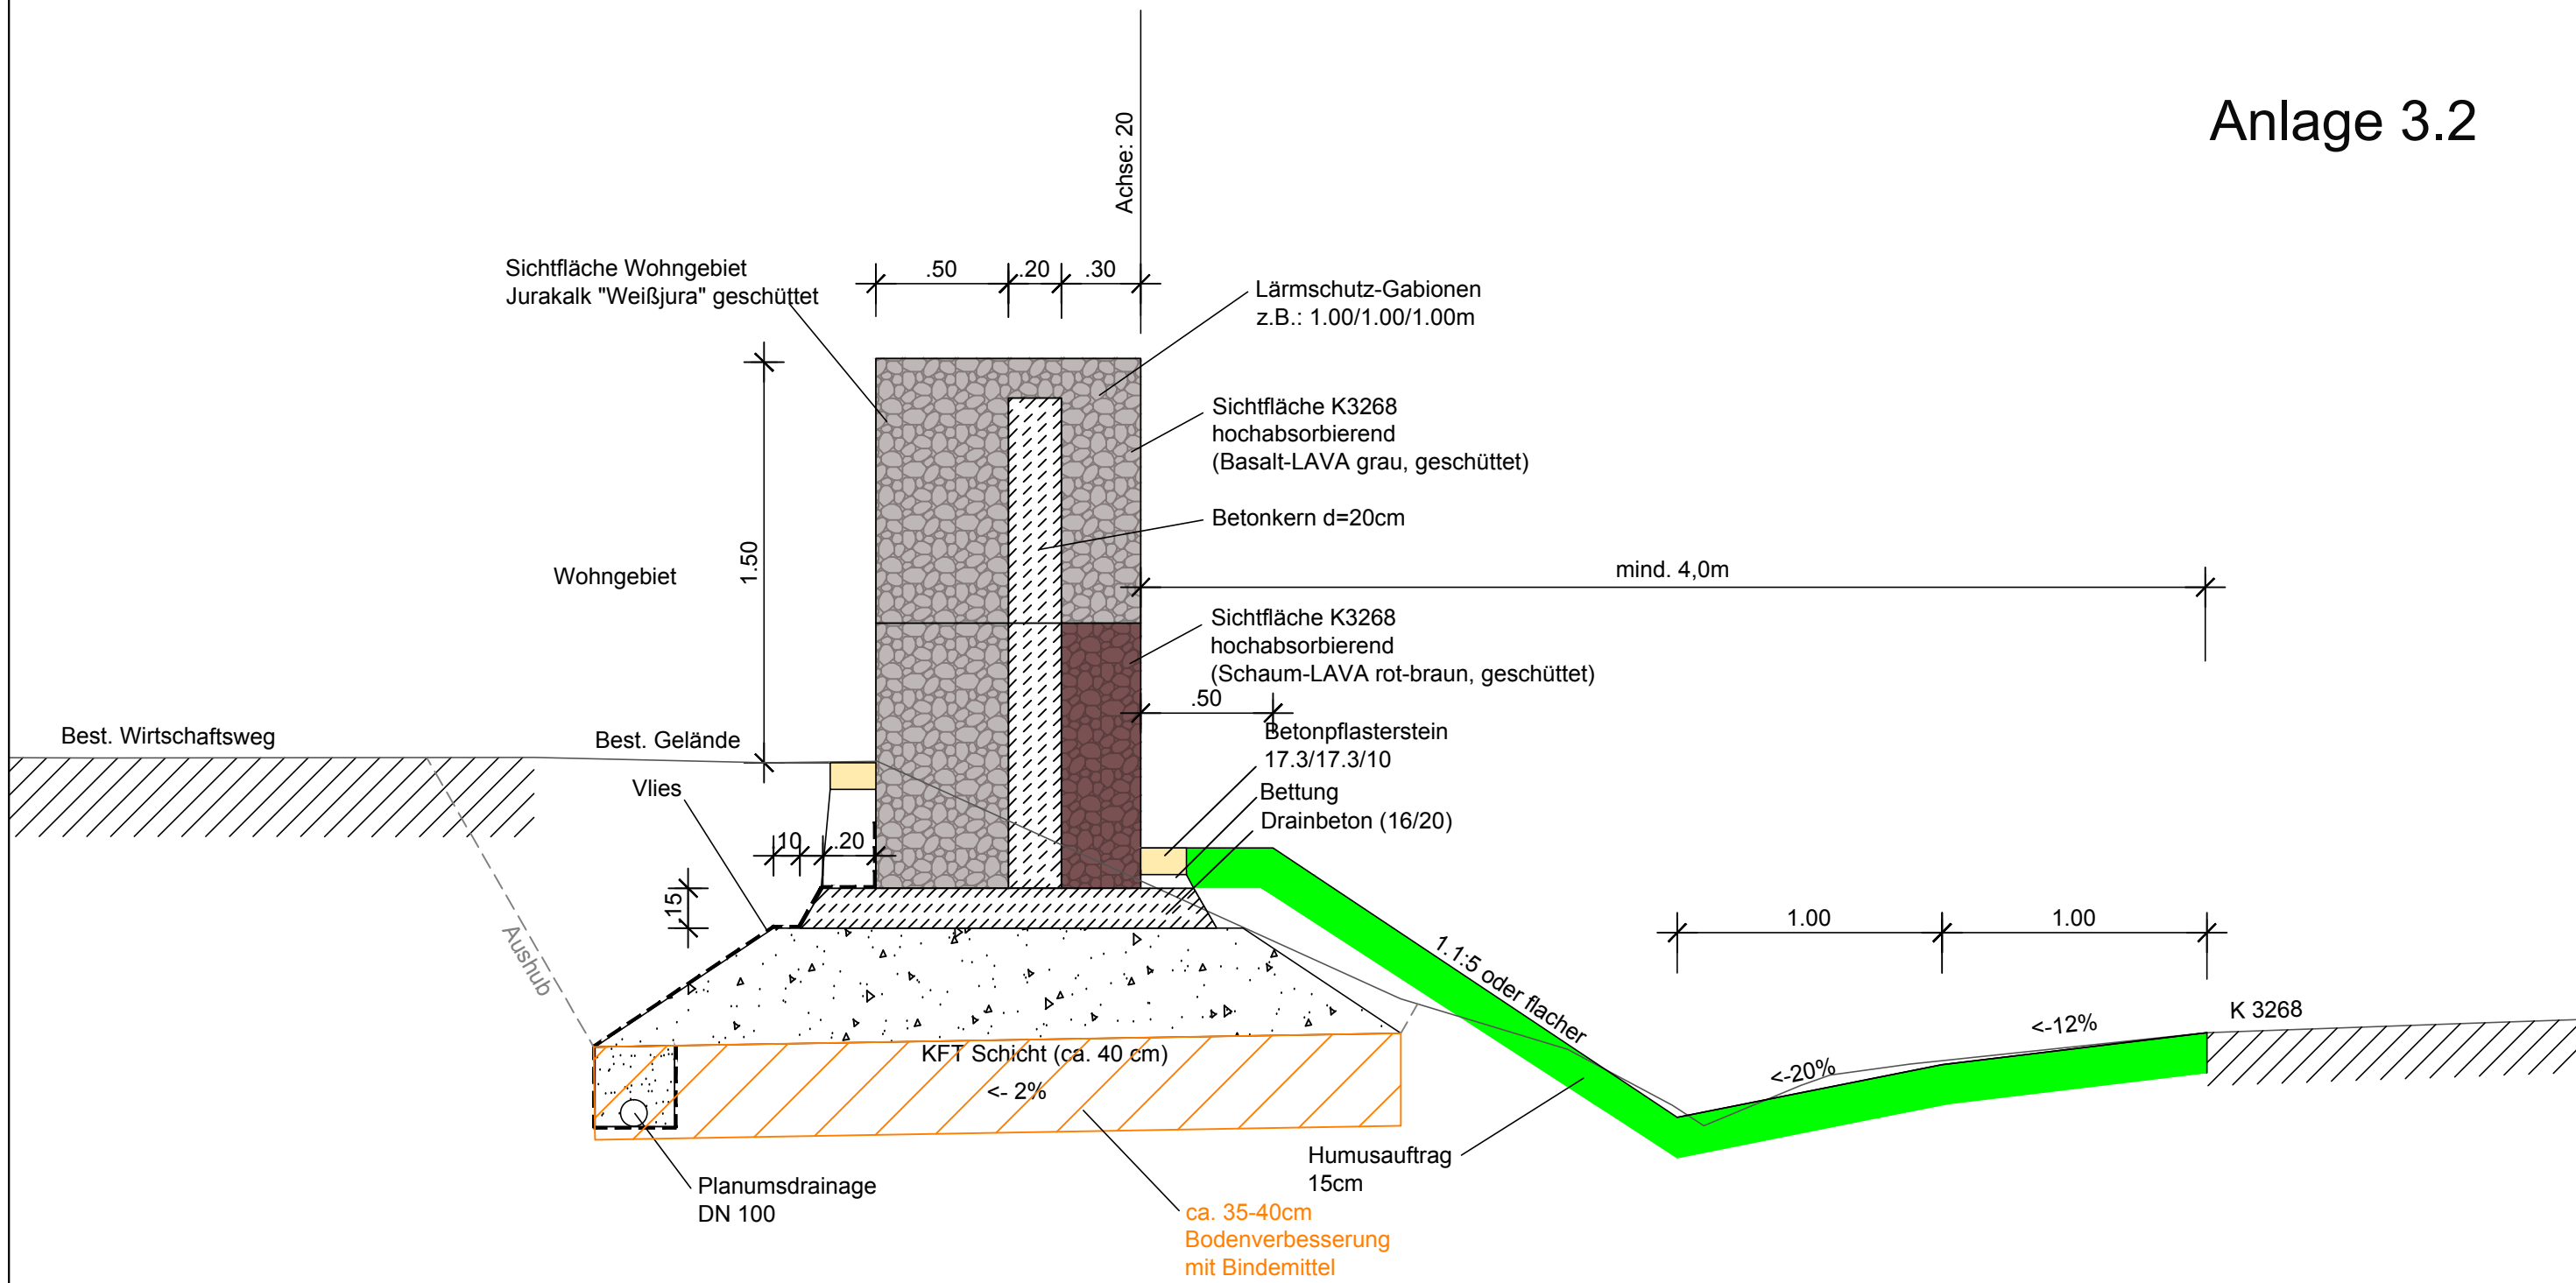 Anlage 3.2
Achse: 20
Sichtfläche Wohngebiet
Jurakalk "Weißjura" geschüttet
.50
.20
.30
Lärmschutz-Gabionen
z.B.: 1.00/1.00/1.00m
Sichtfläche K3268
hochabsorbierend
(Basalt-LAVA grau, geschüttet)
Betonkern d=20cm
1.50
Wohngebiet
mind. 4,0m
Sichtfläche K3268
hochabsorbierend
(Schaum-LAVA rot-braun, geschüttet)
.50
Best. Wirtschaftsweg
Best. Gelände
Betonpflasterstein
17.3/17.3/10
Vlies
Bettung
Drainbeton (16/20)
.10
.20
.15
Aushub
1.00
1.00
1.1:5 oder flacher
<-12%
K 3268
<-20%
KFT Schicht (ca. 40 cm)
<- 2%
Humusauftrag
15cm
Planumsdrainage
DN 100
ca. 35-40cm
Bodenverbesserung
mit Bindemittel